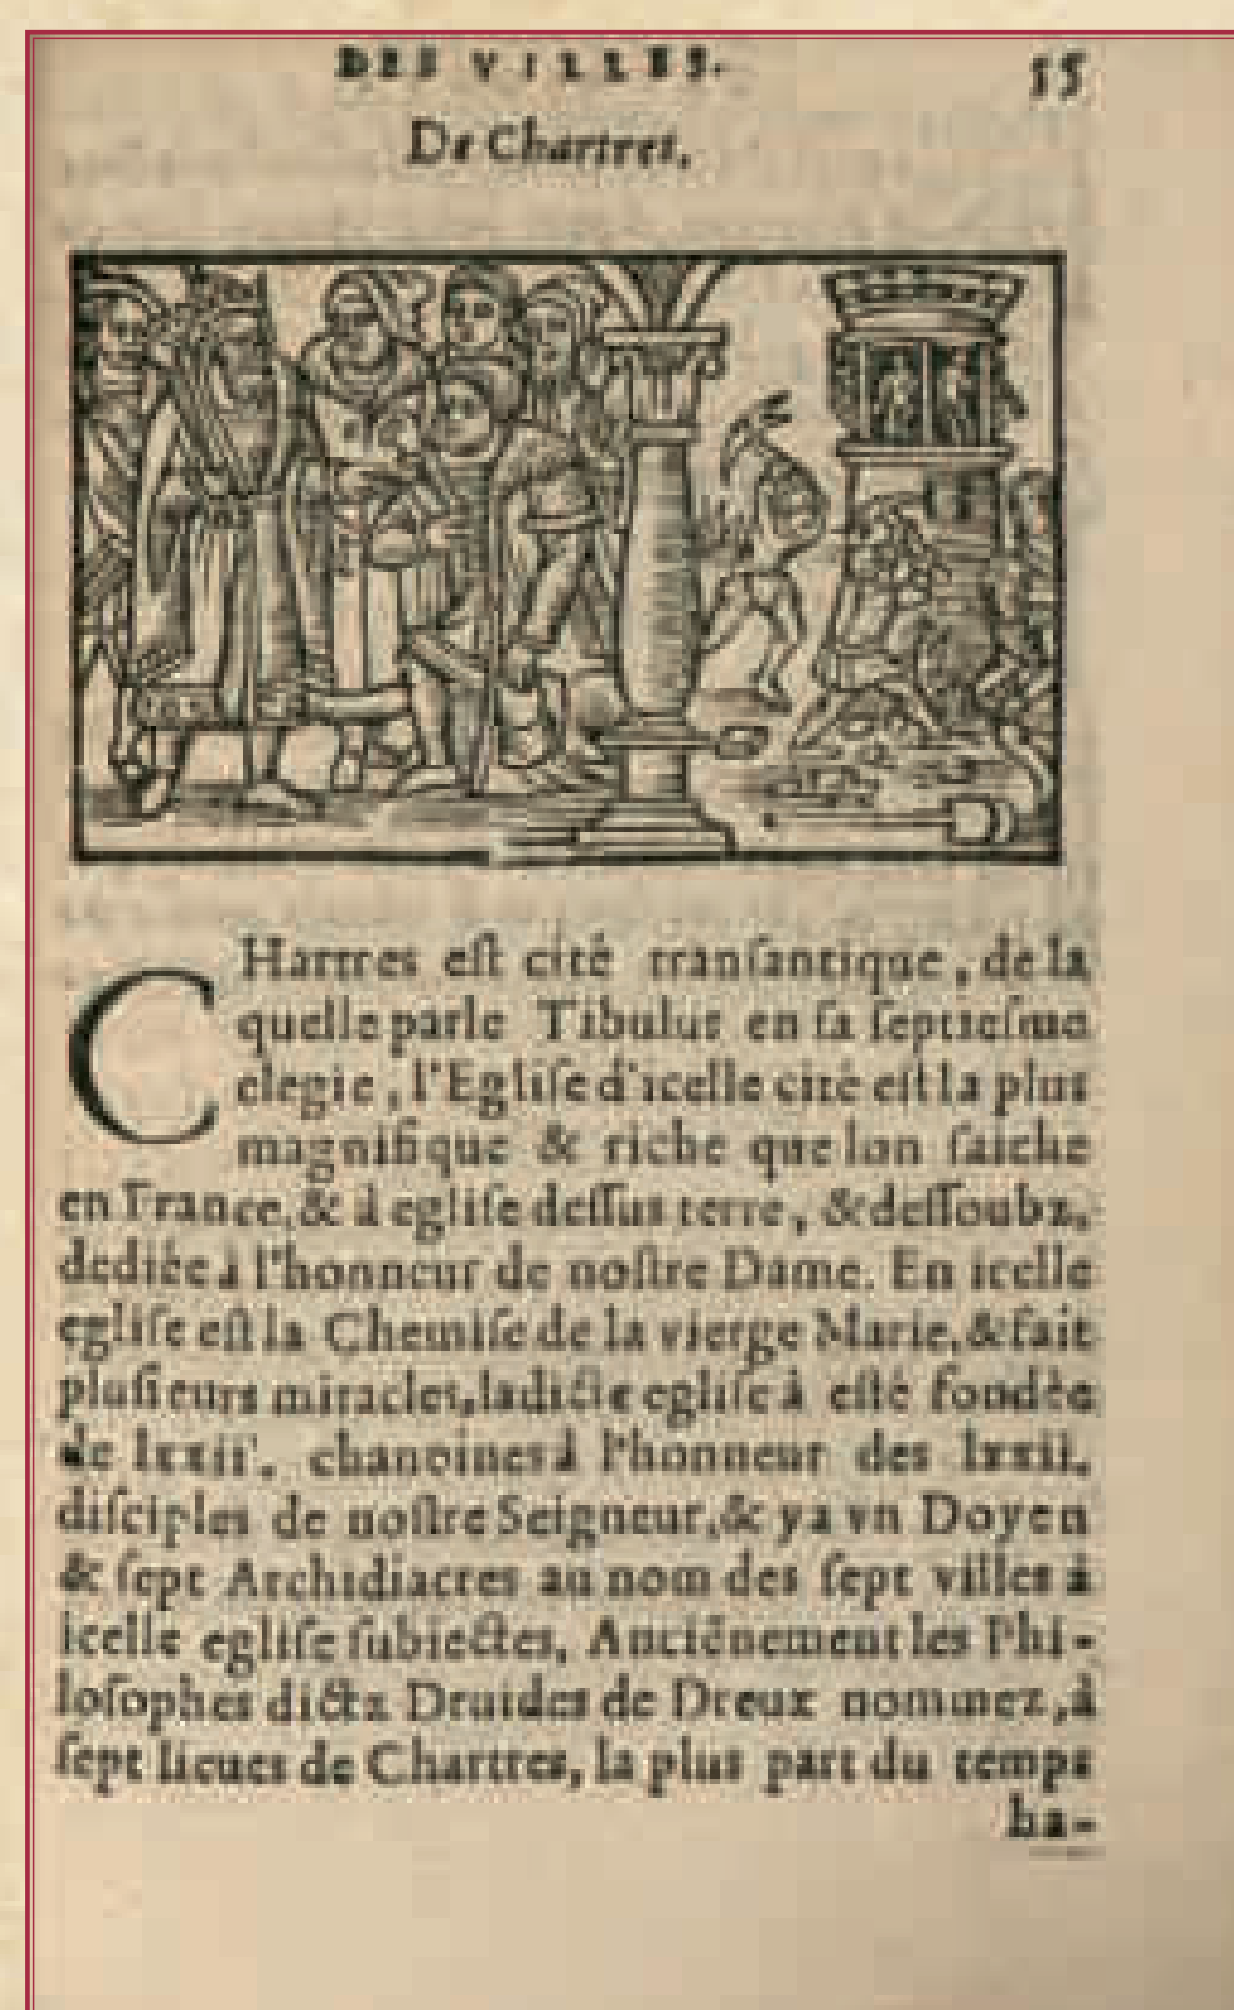 DES VILLES. 15
De Chartres.
CHartres est cité transantique, de la
quelle parle Tibulus en sa septiesme
elegie, l'Eglise d'icelle cité est la plus
magnifique & riche que lon saiche
en France, & à eglise dessus terre, & dessoubz,
dediée à l'honneur de nostre Dame. En icelle
eglise est la Chemise de la vierge Marie, & fait
plusieurs miracles, ladicte eglise à esté fondée
de lxxii. chanoines à l'honneur des lxxii.
disciples de nostre Seigneur, & ya vn Doyen
& sept Archidiacres au nom des sept villes à
icelle eglise subiectes, Anciēnement les Phi-
losophes dictz Druides de Dreux nommez, à
sept lieues de Chartres, la plus part du temps
ha-